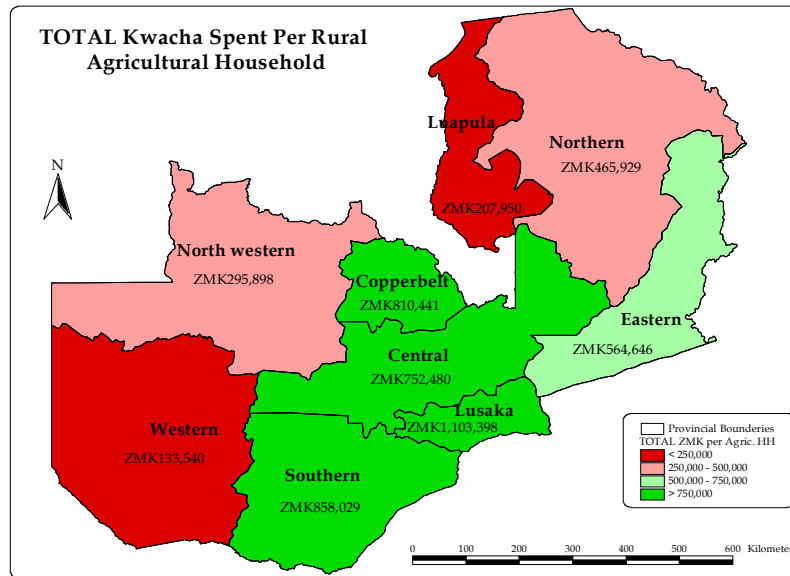 TOTAL Kwacha Spent Per Rural
Agricultural Household
N
Luapula
ZMK207,950
Northern
ZMK465,929
North western
ZMK295,898
Copperbelt
ZMK810,441
Eastern
ZMK564,646
Central
ZMK752,480
Lusaka
ZMK1,103,398
Western
ZMK133,540
Southern
ZMK858,029
Provincial Bounderies
TOTAL ZMK per Agric. HH
< 250,000
250,000 - 500,000
500,000 - 750,000
> 750,000
0 100 200 300 400 500 600 Kilometer